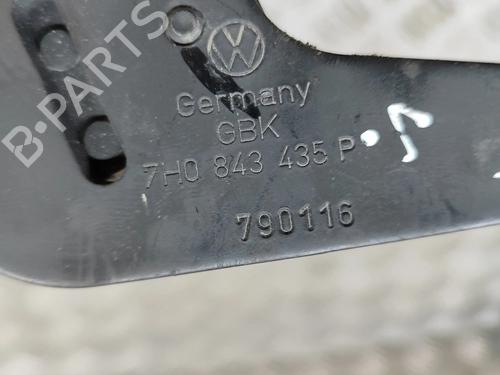 B-PARTS
Germany
GBK
7H0 843 435 P
790116